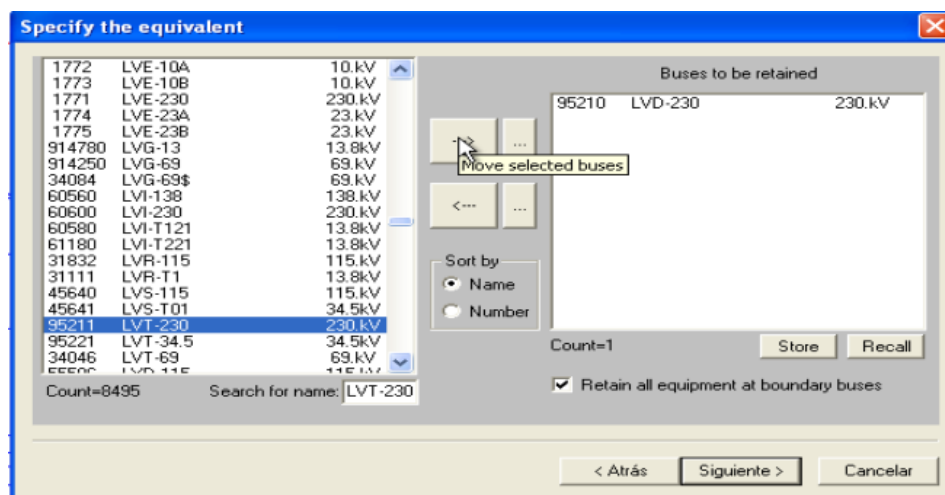 Specify the equivalent
1772 LVE-10A 10.kV
1773 LVE-10B 10.kV
1771 LVE-230 230.kV
1774 LVE-23A 23.kV
1775 LVE-23B 23.kV
914780 LVG-13 13.8kV
914250 LVG-69 69.kV
34084 LVG-69$ 69.kV
60560 LVI-138 138.kV
60600 LVI-230 230.kV
60580 LVI-T121 13.8kV
61180 LVI-T221 13.8kV
31832 LVR-115 115.kV
31111 LVR-T1 13.8kV
45640 LVS-115 115.kV
45641 LVS-T01 34.5kV
95211 LVT-230 230.kV
95221 LVT-34.5 34.5kV
34046 LVT-69 69.kV
Count=8495
Search for name: LVT-230
...
Move selected buses
<---
...
Sort by
Name
Number
Buses to be retained
95210 LVD-230 230.kV
Count=1
Store
Recall
Retain all equipment at boundary buses
< Atrás
Siguiente >
Cancelar